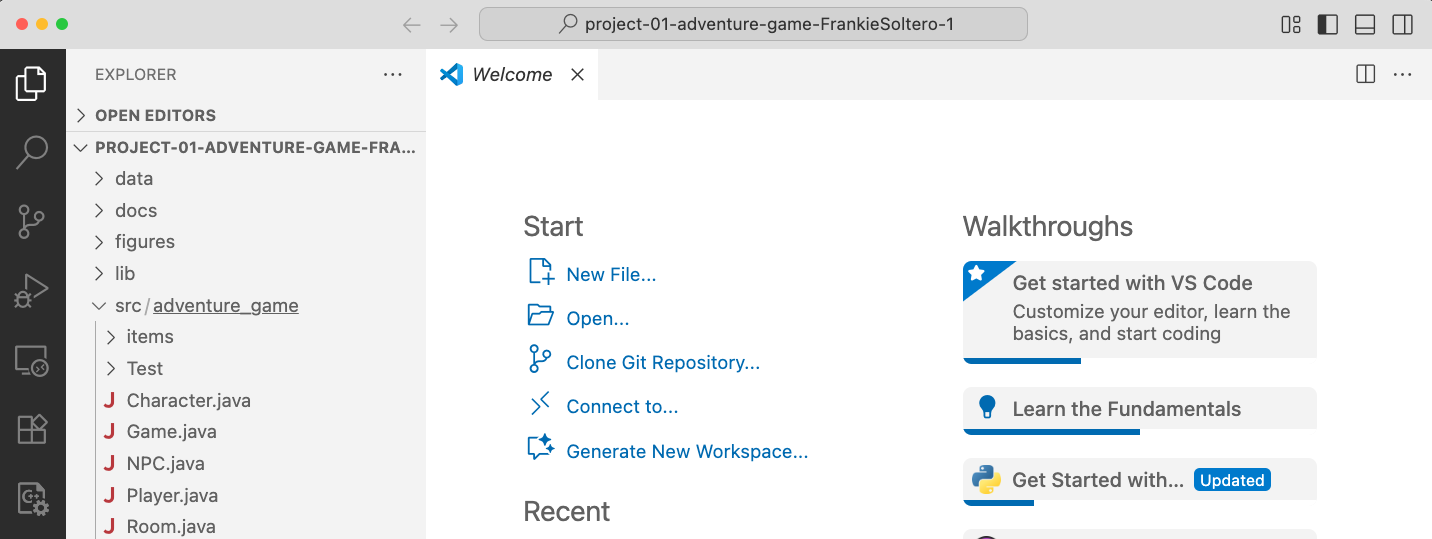 project-01-adventure-game-FrankieSoltero-1
EXPLORER
OPEN EDITORS
PROJECT-01-ADVENTURE-GAME-FRA...
data
docs
figures
lib
src/adventure_game
items
Test
J Character.java
J Game.java
J NPC.java
J Player.java
J Room.java
Welcome
Start
New File...
Open...
Clone Git Repository...
Connect to...
Generate New Workspace...
Recent
Walkthroughs
Get started with VS Code
Customize your editor, learn the
basics, and start coding
Learn the Fundamentals
Get Started with... Updated